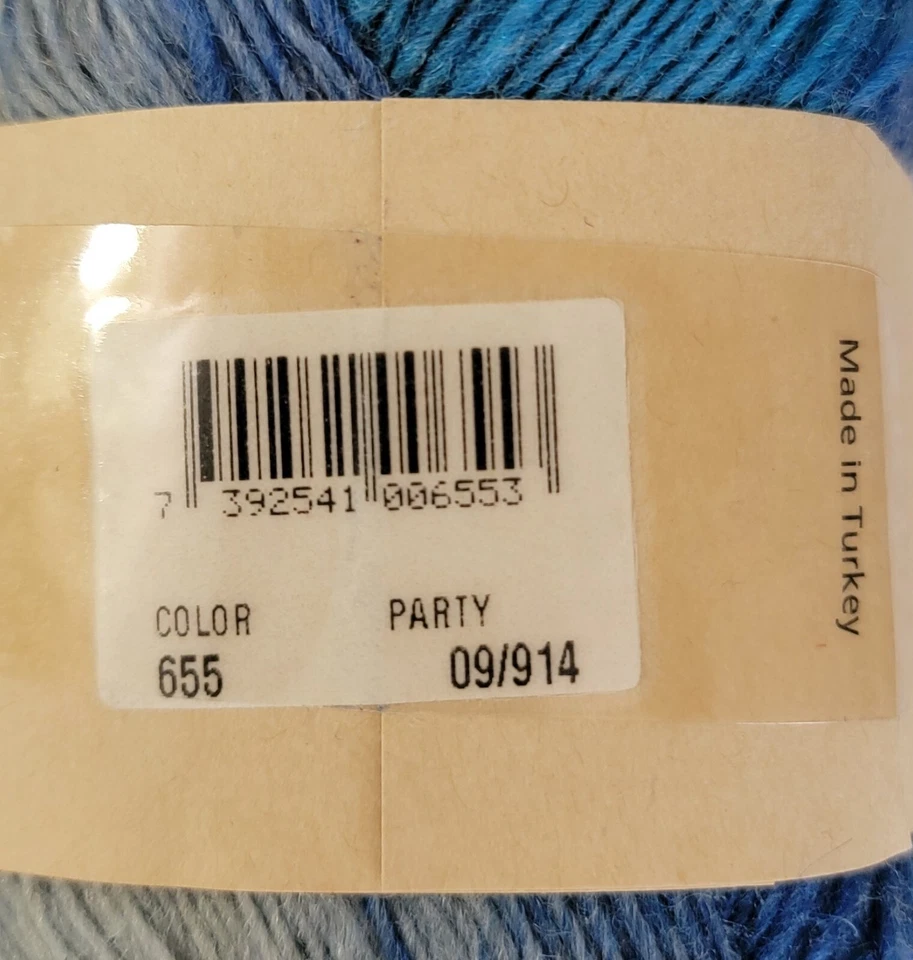 7 392541 006553
COLOR PARTY
655 09/914
Made in Turkey